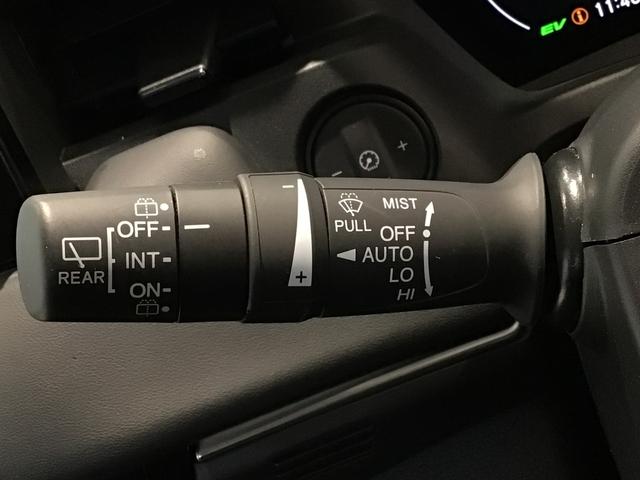 EV
+
-
OFF
INT
REAR
ON
-
+
MIST
PULL
OFF
AUTO
LO
HI